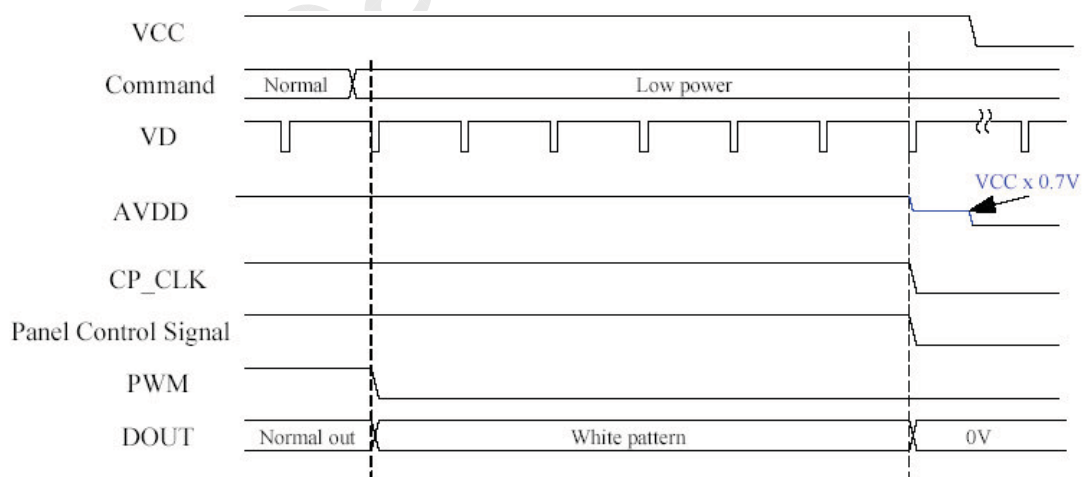 VCC
Command Normal Low power
VD
VCC x 0.7V
AVDD
CP_CLK
Panel Control Signal
PWM
DOUT Normal out White pattern 0V